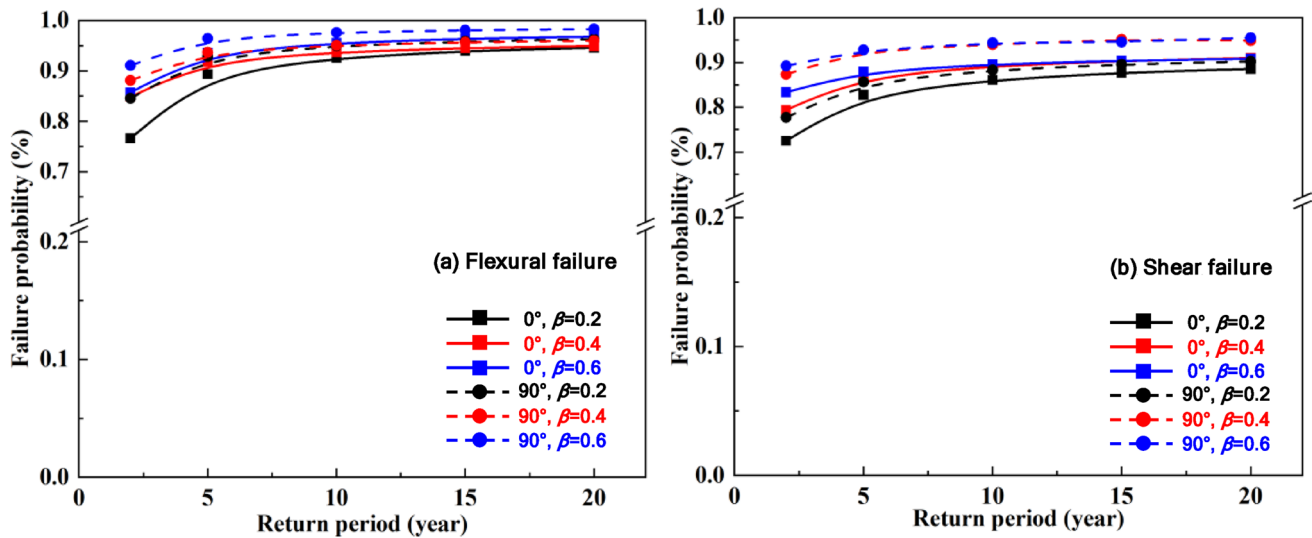 1.0
0.9
0.8
0.7
0.2
0.1
0.0
Failure probability (%)
(a) Flexural failure
0°, β=0.2
0°, β=0.4
0°, β=0.6
90°, β=0.2
90°, β=0.4
90°, β=0.6
0 5 10 15 20
Return period (year)
1.0
0.9
0.8
0.7
0.2
0.1
0.0
Failure probability (%)
(b) Shear failure
0°, β=0.2
0°, β=0.4
0°, β=0.6
90°, β=0.2
90°, β=0.4
90°, β=0.6
0 5 10 15 20
Return period (year)